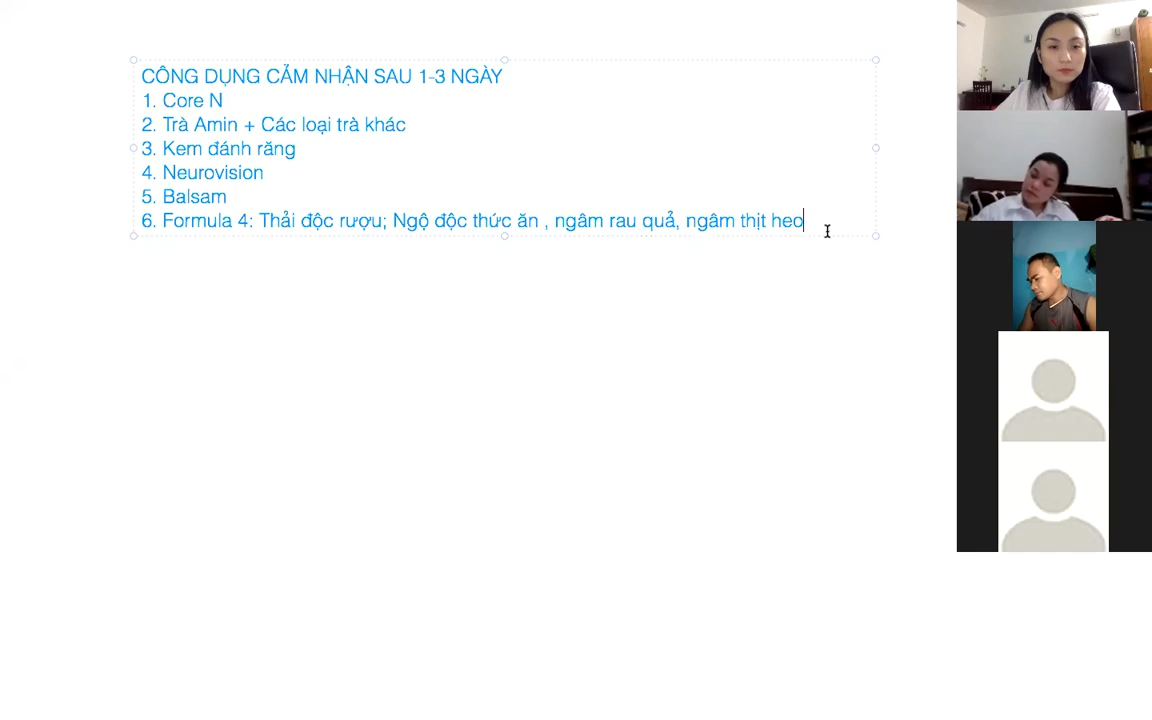 CÔNG DỤNG CẢM NHẬN SAU 1-3 NGÀY
1. Core N
2. Trà Amin + Các loại trà khác
3. Kem đánh răng
4. Neurovision
5. Balsam
6. Formula 4: Thải độc rượu; Ngộ độc thức ăn , ngâm rau quả, ngâm thịt heo